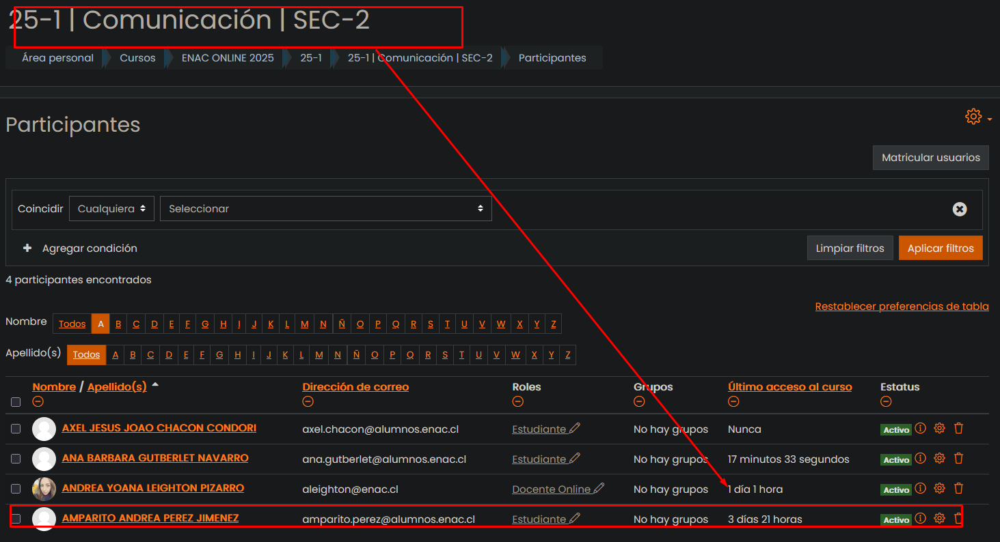 25-1 | Comunicación | SEC-2
Área personal Cursos ENAC ONLINE 2025 25-1 25-1 | Comunicación | SEC-2 Participantes
Participantes
Matricular usuarios
Coincidir Cualquiera Seleccionar
Agregar condición Limpiar filtros Aplicar filtros
4 participantes encontrados
Restablecer preferencias de tabla
Nombre Todos A B C D E F G H I J K L M N Ñ O P Q R S T U V W X Y Z
Apellido(s) Todos A B C D E F G H I J K L M N Ñ O P Q R S T U V W X Y Z
Nombre / Apellido(s) Dirección de correo Roles Grupos Último acceso al curso Estatus
AXEL JESUS JOAO CHACON CONDORI axel.chacon@alumnos.enac.cl Estudiante No hay grupos Nunca Activo
ANA BARBARA GUTBERLET NAVARRO ana.gutberlet@alumnos.enac.cl Estudiante No hay grupos 17 minutos 33 segundos Activo
ANDREA YOANA LEIGHTON PIZARRO aleighton@enac.cl Docente Online No hay grupos 1 día 1 hora Activo
AMPARITO ANDREA PEREZ JIMENEZ amparito.perez@alumnos.enac.cl Estudiante No hay grupos 3 días 21 horas Activo